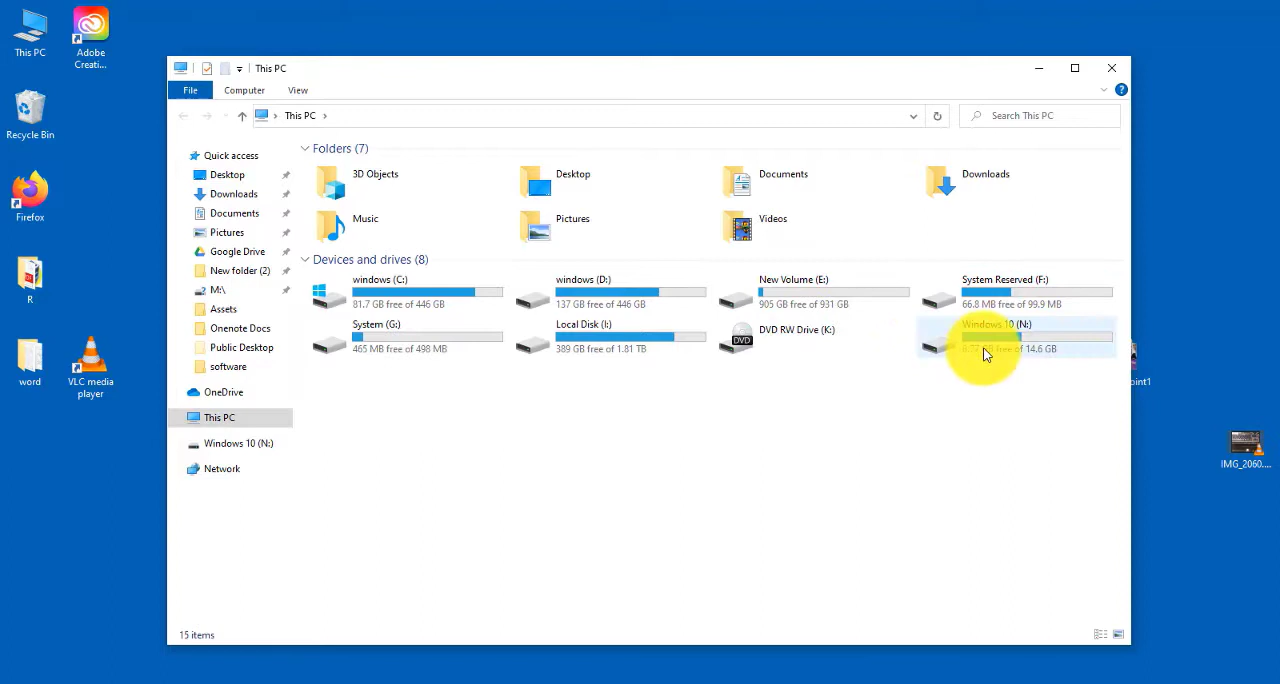 This PC
Adobe
Creati...
Recycle Bin
Firefox
R
word
VLC media
player
This PC
File
Computer
View
This PC
Search This PC
Quick access
Desktop
Downloads
Documents
Pictures
Google Drive
New folder (2)
M:\
Assets
Onenote Docs
Public Desktop
software
OneDrive
This PC
Windows 10 (N:)
Network
Folders (7)
3D Objects
Desktop
Documents
Downloads
Music
Pictures
Videos
Devices and drives (8)
windows (C:)
81.7 GB free of 446 GB
windows (D:)
137 GB free of 446 GB
New Volume (E:)
905 GB free of 931 GB
System Reserved (F:)
66.8 MB free of 99.9 MB
System (G:)
465 MB free of 498 MB
Local Disk (I:)
389 GB free of 1.81 TB
DVD
DVD RW Drive (K:)
Windows 10 (N:)
GB free of 14.6 GB
15 items
oint1
IMG_2060....